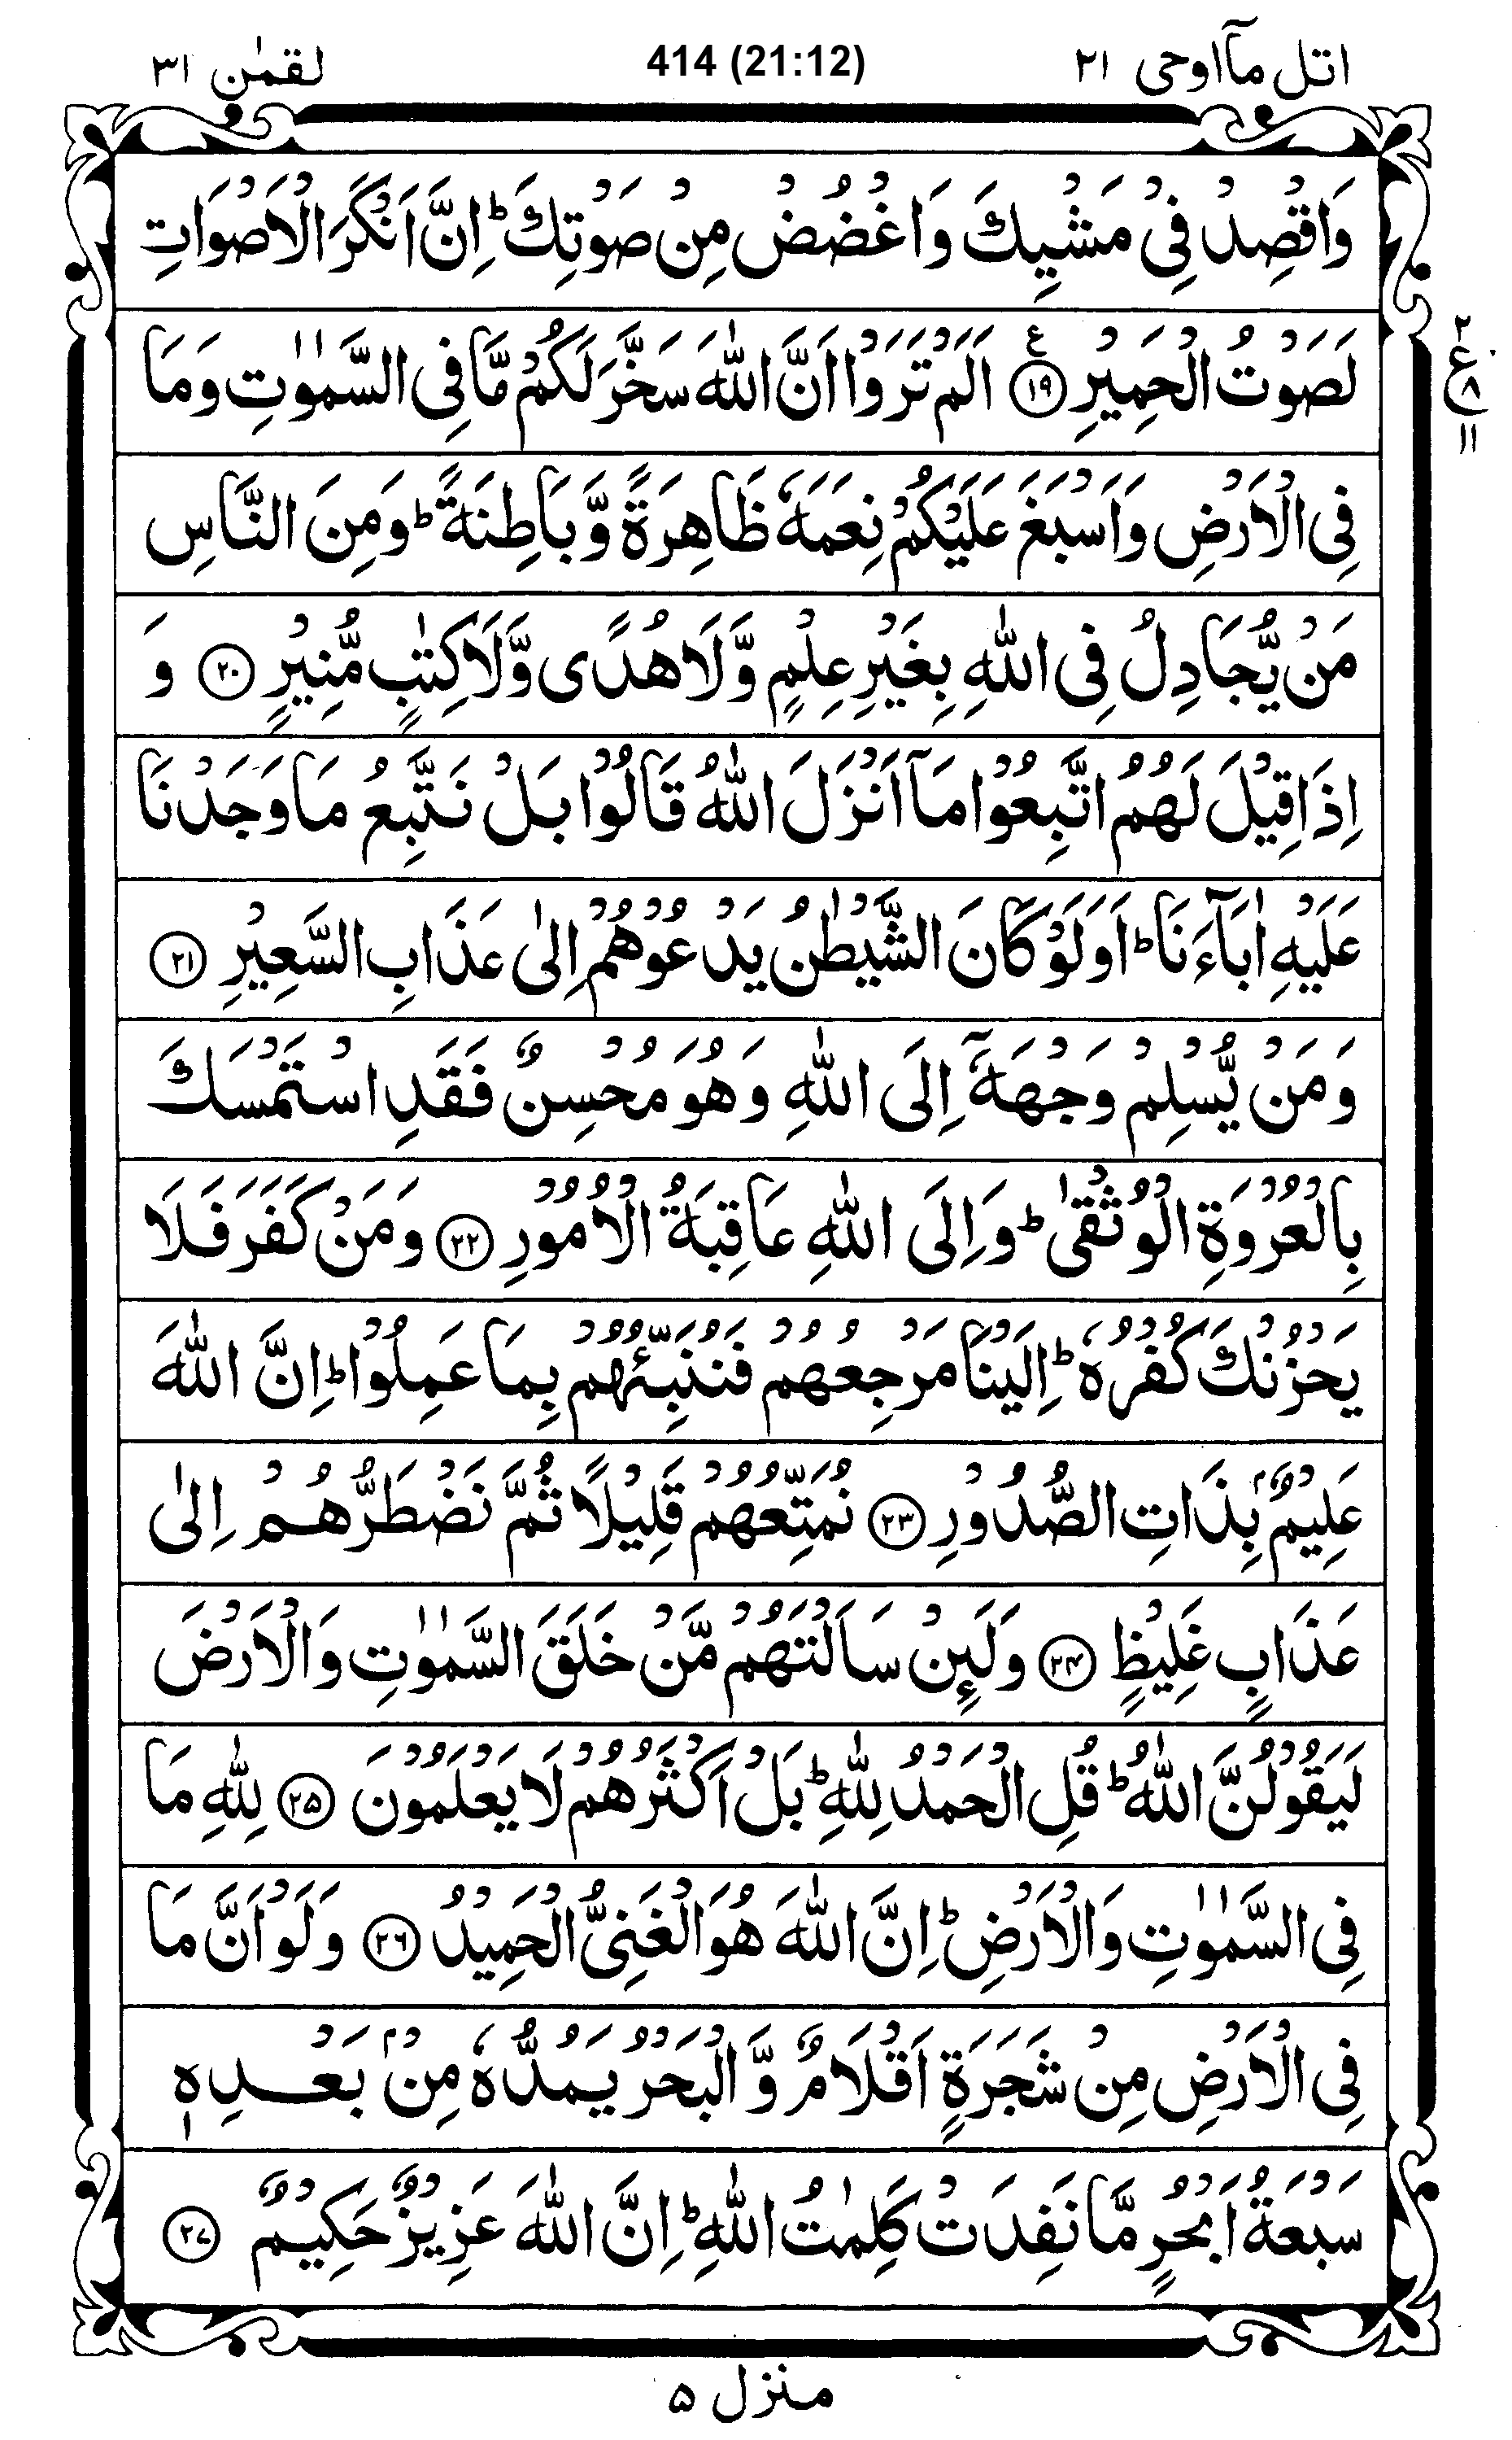 اتل مآاوحی ۲۱ 414 (21:12) لقمٰن ۳۱
وَاقْصِدْ فِیْ مَشْیِكَ وَاغْضُضْ مِنْ صَوْتِكَ ؕ اِنَّ اَنْكَرَ الْاَصْوَاتِ
لَصَوْتُ الْحَمِیْرِ ۱۹ ع اَلَمْ تَرَوْا اَنَّ اللّٰهَ سَخَّرَ لَكُمْ مَّا فِی السَّمٰوٰتِ وَمَا
۲ ع ۸ ۱۱
فِی الْاَرْضِ وَاَسْبَغَ عَلَیْكُمْ نِعَمَهٗ ظَاهِرَةً وَّبَاطِنَةً ؕ وَمِنَ النَّاسِ
مَنْ یُّجَادِلُ فِی اللّٰهِ بِغَیْرِ عِلْمٍ وَّلَا هُدًی وَّلَا كِتٰبٍ مُّنِیْرٍ ۲۰ وَ
اِذَا قِیْلَ لَهُمُ اتَّبِعُوْا مَاۤ اَنْزَلَ اللّٰهُ قَالُوْا بَلْ نَتَّبِعُ مَا وَجَدْنَا
عَلَیْهِ اٰبَآءَنَا ؕ اَوَلَوْ كَانَ الشَّیْطٰنُ یَدْعُوْهُمْ اِلٰی عَذَابِ السَّعِیْرِ ۲۱
وَمَنْ یُّسْلِمْ وَجْهَهٗۤ اِلَی اللّٰهِ وَهُوَ مُحْسِنٌ فَقَدِ اسْتَمْسَكَ
بِالْعُرْوَةِ الْوُثْقٰی ؕ وَاِلَی اللّٰهِ عَاقِبَةُ الْاُمُوْرِ ۲۲ وَمَنْ كَفَرَ فَلَا
یَحْزُنْكَ كُفْرُهٗ ؕ اِلَیْنَا مَرْجِعُهُمْ فَنُنَبِّئُهُمْ بِمَا عَمِلُوْا ؕ اِنَّ اللّٰهَ
عَلِیْمٌۢ بِذَاتِ الصُّدُوْرِ ۲۳ نُمَتِّعُهُمْ قَلِیْلًا ثُمَّ نَضْطَرُّهُمْ اِلٰی
عَذَابٍ غَلِیْظٍ ۲۴ وَلَىِٕنْ سَاَلْتَهُمْ مَّنْ خَلَقَ السَّمٰوٰتِ وَالْاَرْضَ
لَیَقُوْلُنَّ اللّٰهُ ؕ قُلِ الْحَمْدُ لِلّٰهِ ؕ بَلْ اَكْثَرُهُمْ لَا یَعْلَمُوْنَ ۲۵ لِلّٰهِ مَا
فِی السَّمٰوٰتِ وَالْاَرْضِ ؕ اِنَّ اللّٰهَ هُوَ الْغَنِیُّ الْحَمِیْدُ ۲۶ وَلَوْ اَنَّ مَا
فِی الْاَرْضِ مِنْ شَجَرَةٍ اَقْلَامٌ وَّالْبَحْرُ یَمُدُّهٗ مِنْۢ بَعْدِهٖ
سَبْعَةُ اَبْحُرٍ مَّا نَفِدَتْ كَلِمٰتُ اللّٰهِ ؕ اِنَّ اللّٰهَ عَزِیْزٌ حَكِیْمٌ ۲۷
منزل ۵